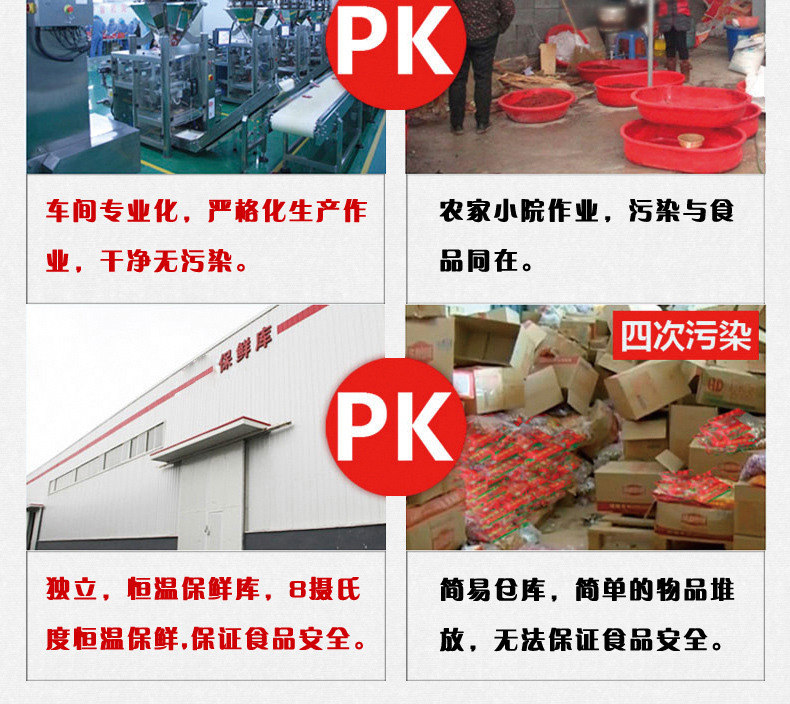 PK
车间专业化，严格化生产作
业，干净无污染。
农家小院作业，污染与食
品同在。
保鲜库
四次污染
PK
独立，恒温保鲜库，8摄氏
度恒温保鲜,保证食品安全。
简易仓库，简单的物品堆
放，无法保证食品安全。